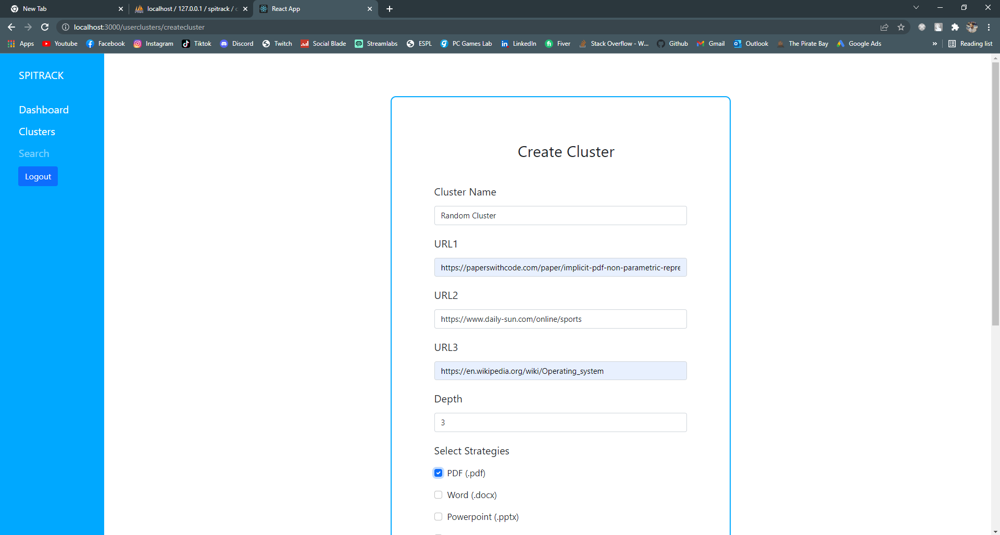 New Tab
localhost / 127.0.0.1 / spitrack / c
React App
localhost:3000/userclusters/createcluster
Apps Youtube Facebook Instagram Tiktok Discord Twitch Social Blade Streamlabs ESPL PC Games Lab LinkedIn Fiver Stack Overflow - W... Github Gmail Outlook The Pirate Bay Google Ads » Reading list
SPITRACK
Dashboard
Clusters
Search
Logout
Create Cluster
Cluster Name
Random Cluster
URL1
https://paperswithcode.com/paper/implicit-pdf-non-parametric-repre
URL2
https://www.daily-sun.com/online/sports
URL3
https://en.wikipedia.org/wiki/Operating_system
Depth
3
Select Strategies
PDF (.pdf)
Word (.docx)
Powerpoint (.pptx)